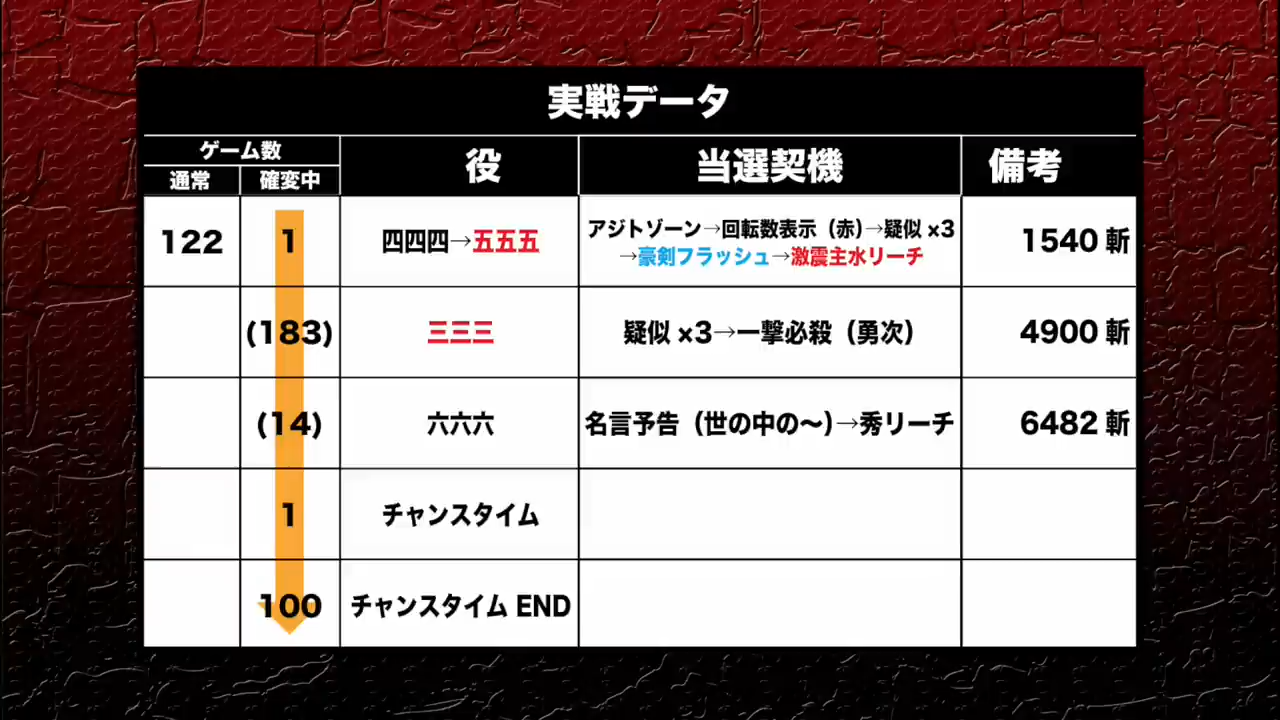 実戦データ
ゲーム数
役
当選契機
備考
通常
確変中
122
1
四四四→五五五
アジトゾーン→回転数表示（赤）→疑似×3
→豪剣フラッシュ→激震主水リーチ
1540 斬
(183)
三三三
疑似×3→一撃必殺（勇次）
4900 斬
(14)
六六六
名言予告（世の中の〜）→秀リーチ
6482 斬
1
チャンスタイム
100
チャンスタイム END